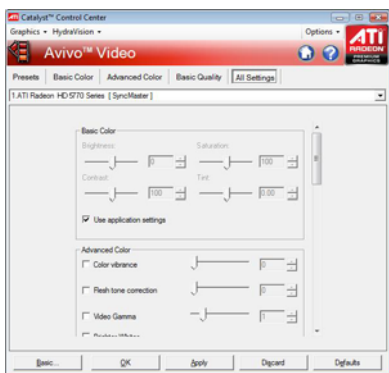 Catalyst™ Control Center
Graphics HydraVision Options
Avivo™ Video
ATI
RADEON
PREMIUM
GRAPHICS
Presets Basic Color Advanced Color Basic Quality All Settings
1.ATI Radeon HD 5770 Series [ SyncMaster ]
Basic Color
Brightness: Saturation:
0 100
Contrast: Tint:
100 0.00
Use application settings
Advanced Color
Color vibrance 0
Flesh tone correction 0
Video Gamma 1
Brighter Whites
Basic... OK Apply Discard Defaults